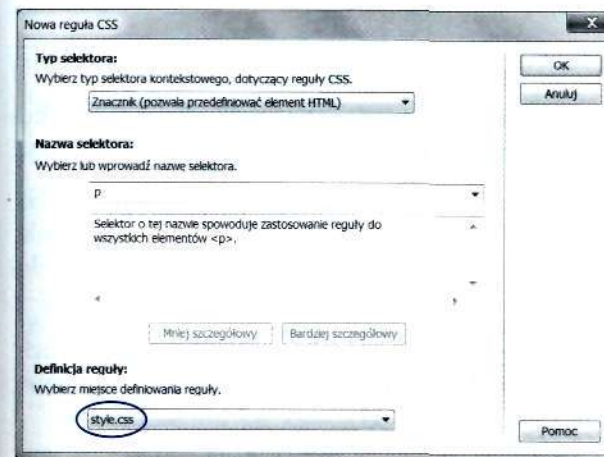 Nowa reguła CSS
X
Typ selektora:
Wybierz typ selektora kontekstowego, dotyczący reguły CSS.
Znacznik (pozwala przedefiniować element HTML)
OK
Anuluj
Nazwa selektora:
Wybierz lub wprowadź nazwę selektora.
p
Selektor o tej nazwie spowoduje zastosowanie reguły do
wszystkich elementów <p>.
Mniej szczegółowy
Bardziej szczegółowy
Definicja reguły:
Wybierz miejsce definiowania reguły.
style.css
Pomoc